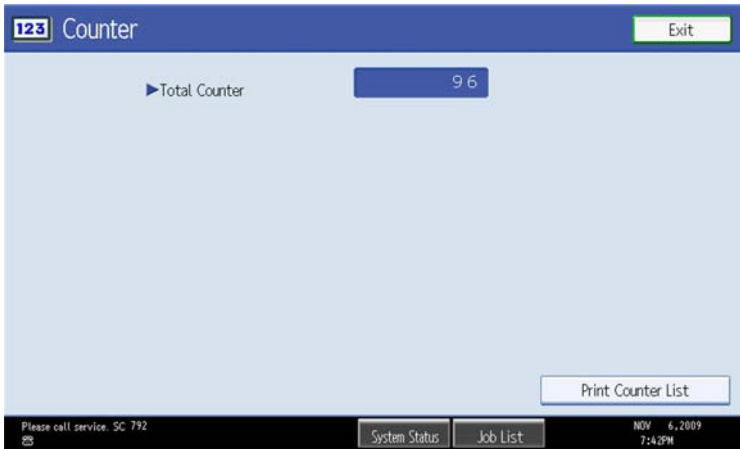 123 Counter
Exit
►Total Counter 96
Print Counter List
Please call service. SC 792
System Status
Job List
NOV 6,2009
7:42PM